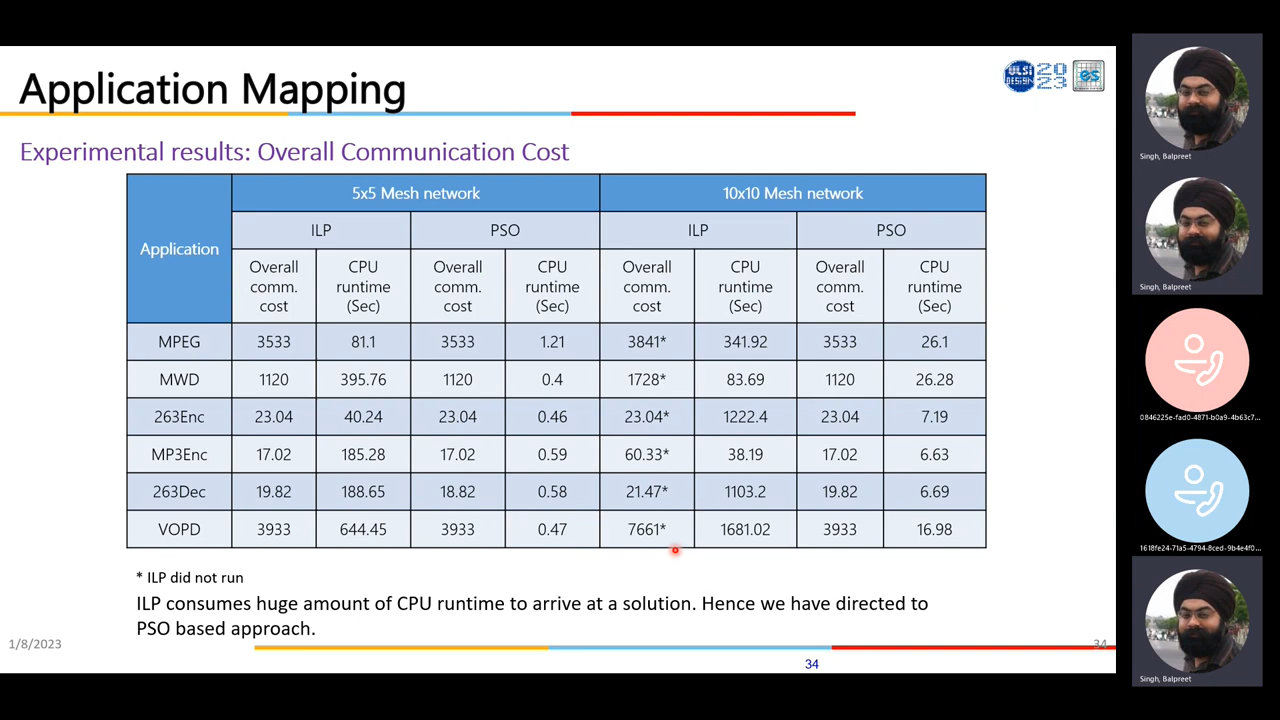 Application Mapping
VLSI DESIGN 2023
es
Experimental results: Overall Communication Cost
Application 5x5 Mesh network 10x10 Mesh network
ILP PSO ILP PSO
Overall comm. cost CPU runtime (Sec) Overall comm. cost CPU runtime (Sec) Overall comm. cost CPU runtime (Sec) Overall comm. cost CPU runtime (Sec)
MPEG 3533 81.1 3533 1.21 3841* 341.92 3533 26.1
MWD 1120 395.76 1120 0.4 1728* 83.69 1120 26.28
263Enc 23.04 40.24 23.04 0.46 23.04* 1222.4 23.04 7.19
MP3Enc 17.02 185.28 17.02 0.59 60.33* 38.19 17.02 6.63
263Dec 19.82 188.65 18.82 0.58 21.47* 1103.2 19.82 6.69
VOPD 3933 644.45 3933 0.47 7661* 1681.02 3933 16.98
* ILP did not run
ILP consumes huge amount of CPU runtime to arrive at a solution. Hence we have directed to
PSO based approach.
1/8/2023
34
34
Singh, Balpreet
Singh, Balpreet
0846225e-fad0-4871-b0a9-4b63c7...
1618fe24-71a5-4794-8ced-9b4e4f0...
Singh, Balpreet